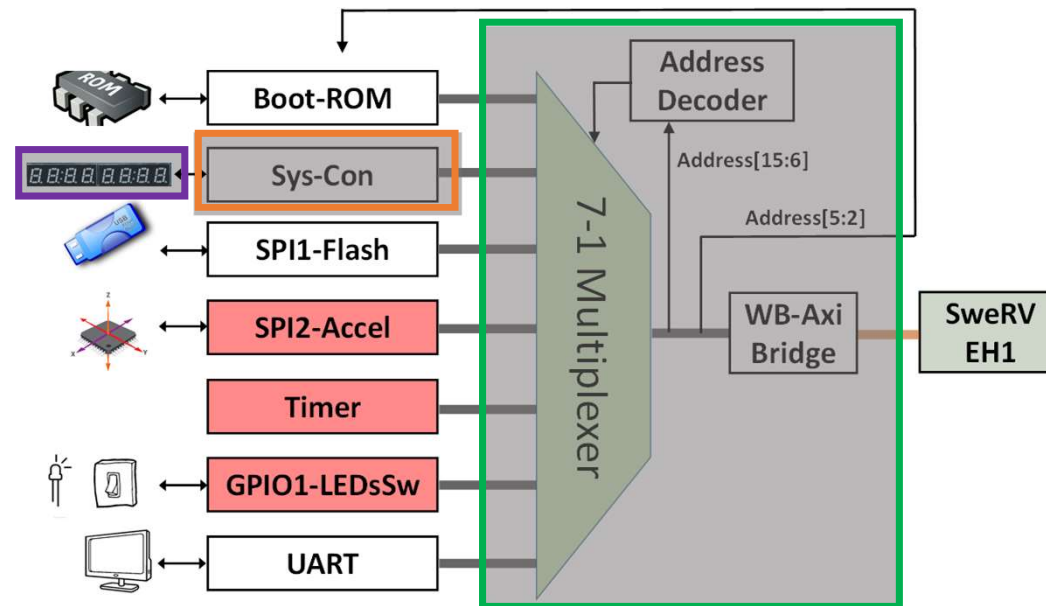 ROM
Boot-ROM
Address
Decoder
Address[15:6]
Sys-Con
Address[5:2]
USB
SPI1-Flash
7-1 Multiplexer
Z
SPI2-Accel
X
Y
WB-Axi
Bridge
SweRV
EH1
Timer
GPIO1-LEDsSw
UART